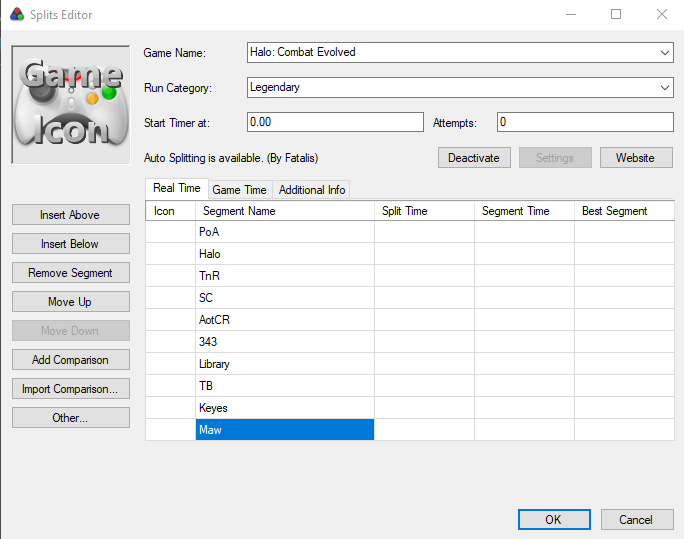 Splits Editor
Game Icon
Game Name: Halo: Combat Evolved
Run Category: Legendary
Start Timer at: 0.00 Attempts: 0
Auto Splitting is available. (By Fatalis) Deactivate Settings Website
Real Time Game Time Additional Info
Icon Segment Name Split Time Segment Time Best Segment
PoA
Halo
TnR
SC
AotCR
343
Library
TB
Keyes
Maw
Insert Above
Insert Below
Remove Segment
Move Up
Move Down
Add Comparison
Import Comparison...
Other...
OK Cancel